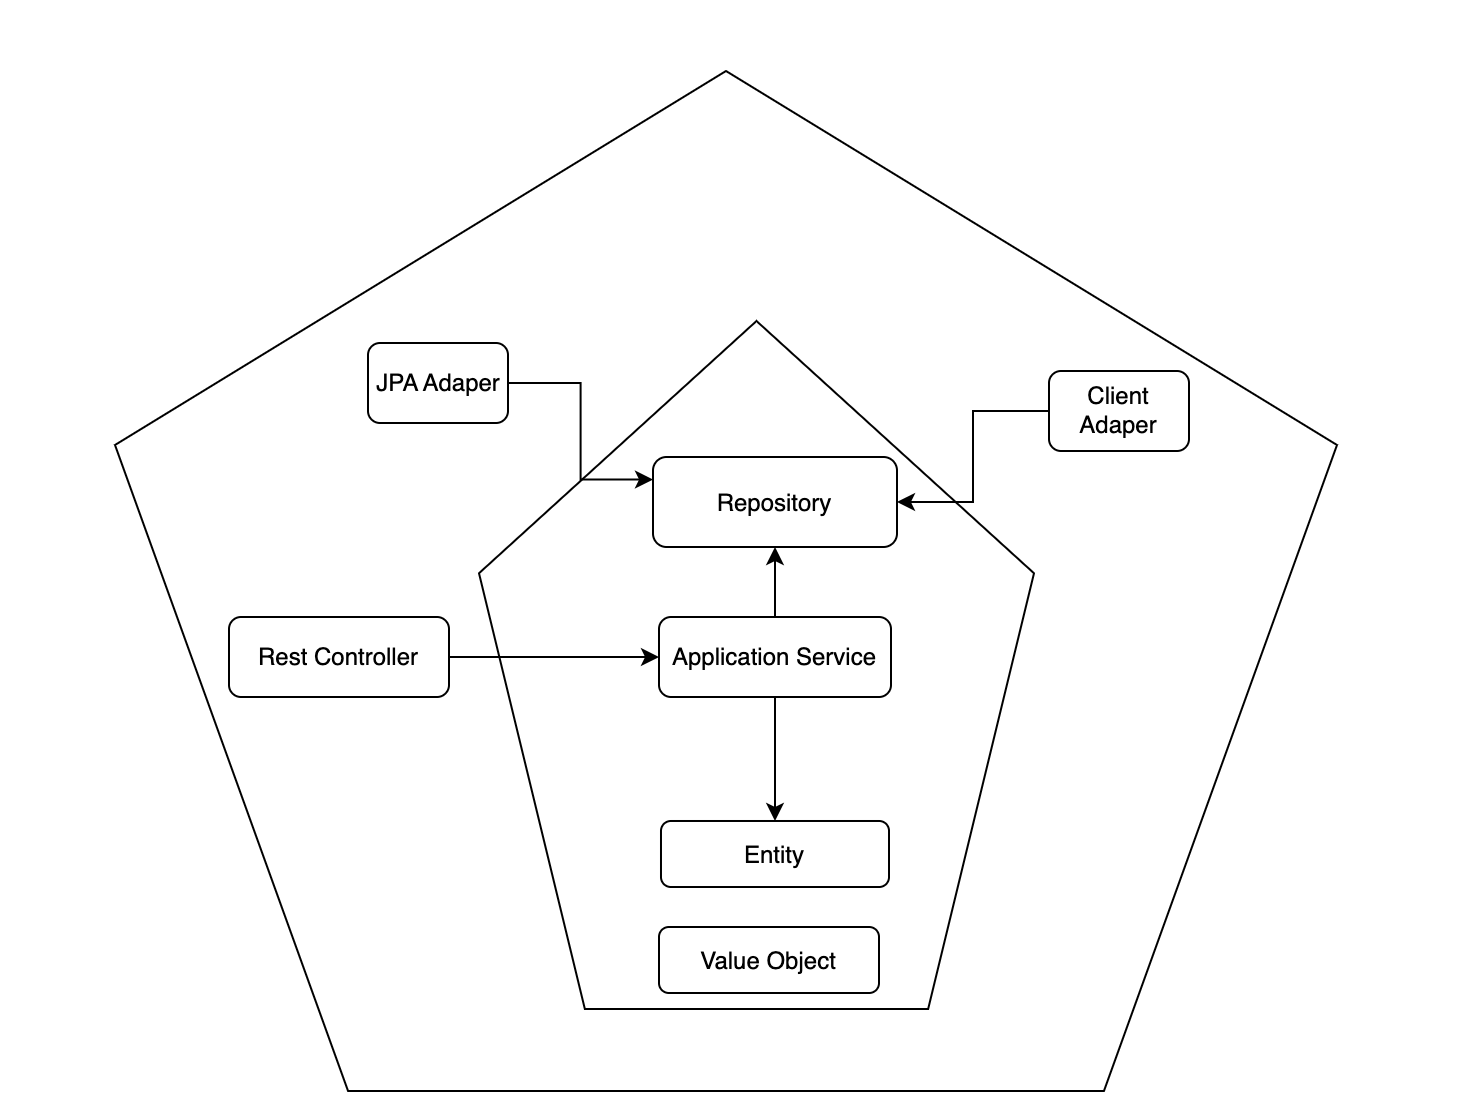 JPA Adaper
Client
Adaper
Repository
Rest Controller
Application Service
Entity
Value Object